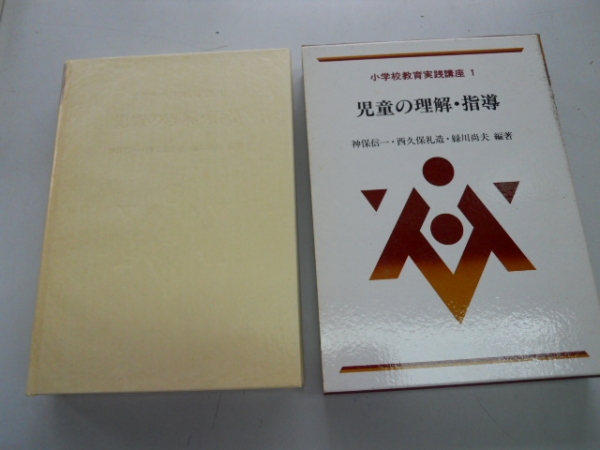 小学校教育実践講座 1
児童の理解・指導
神保信一・西久保礼造・緑川尚夫 編著